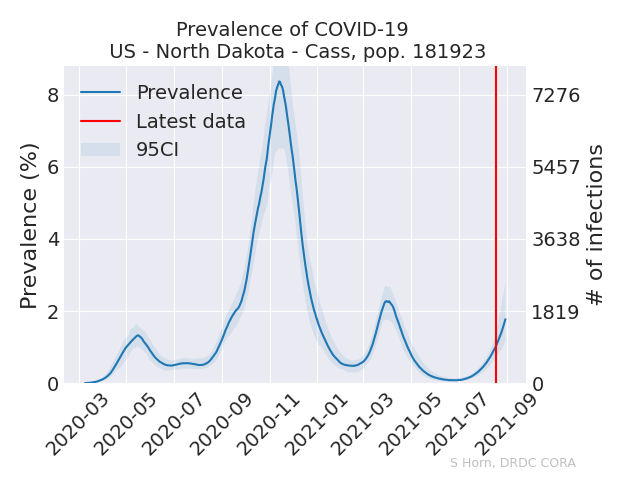 Prevalence of COVID-19
US - North Dakota - Cass, pop. 181923
Prevalence
Latest data
95CI
Prevalence (%)
8
6
4
2
0
7276
5457
3638
1819
0
# of infections
2020-03
2020-05
2020-07
2020-09
2020-11
2021-01
2021-03
2021-05
2021-07
2021-09
S Horn, DRDC CORA